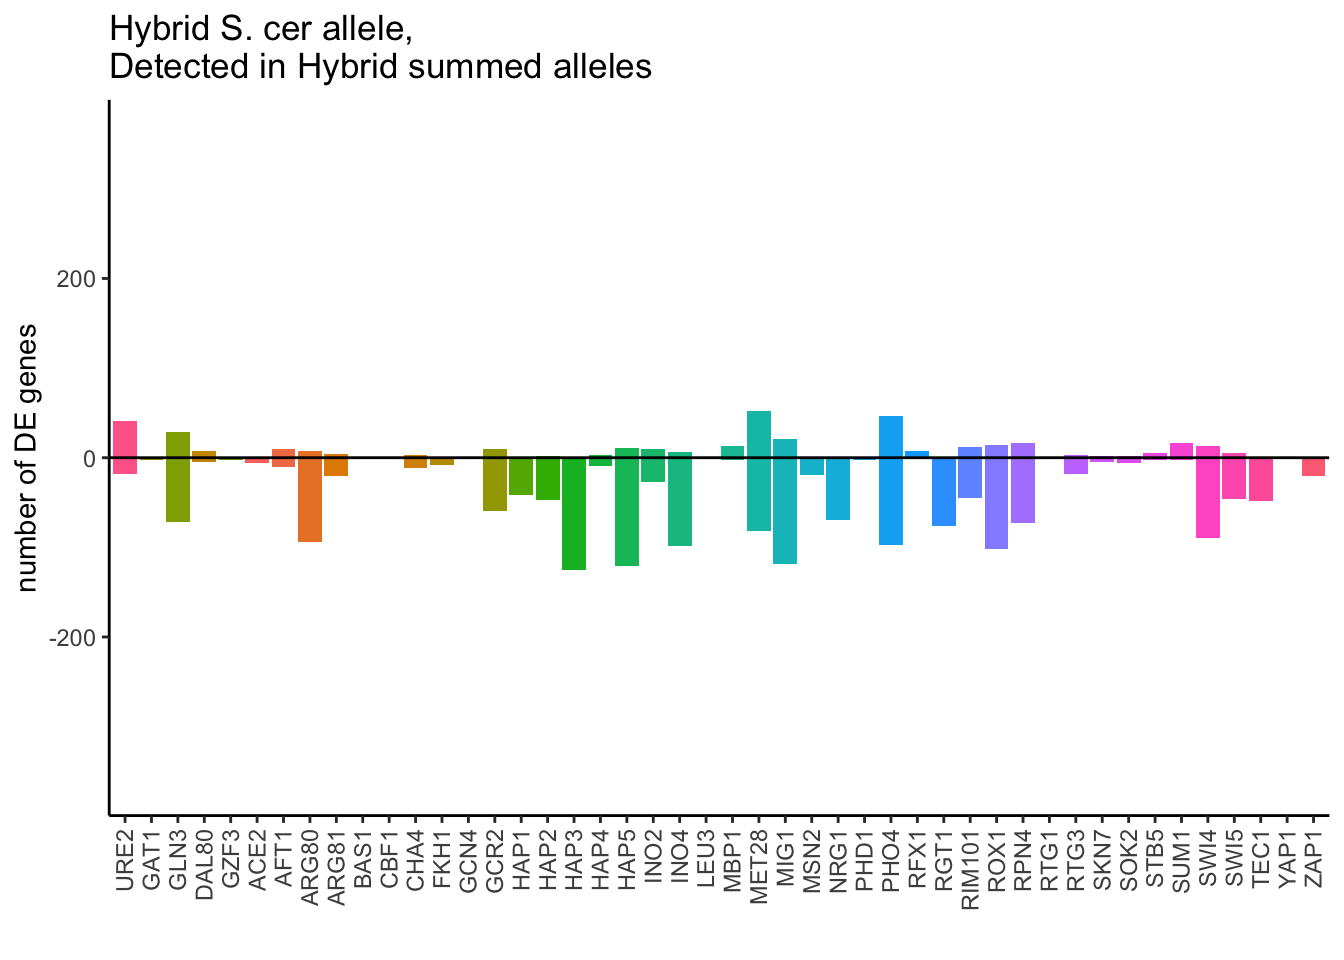 Hybrid S. cer allele,
Detected in Hybrid summed alleles
number of DE genes
200
0
-200
URE2
GAT1
GLN3
DAL80
GZF3
ACE2
AFT1
ARG80
ARG81
BAS1
CBF1
CHA4
FKH1
GCN4
GCR2
HAP1
HAP2
HAP3
HAP4
HAP5
INO2
INO4
LEU3
MBP1
MET28
MIG1
MSN2
NRG1
PHD1
PHO4
RFX1
RGT1
RIM101
ROX1
RPN4
RTG1
RTG3
SKN7
SOK2
STB5
SUM1
SWI4
SWI5
TEC1
YAP1
ZAP1